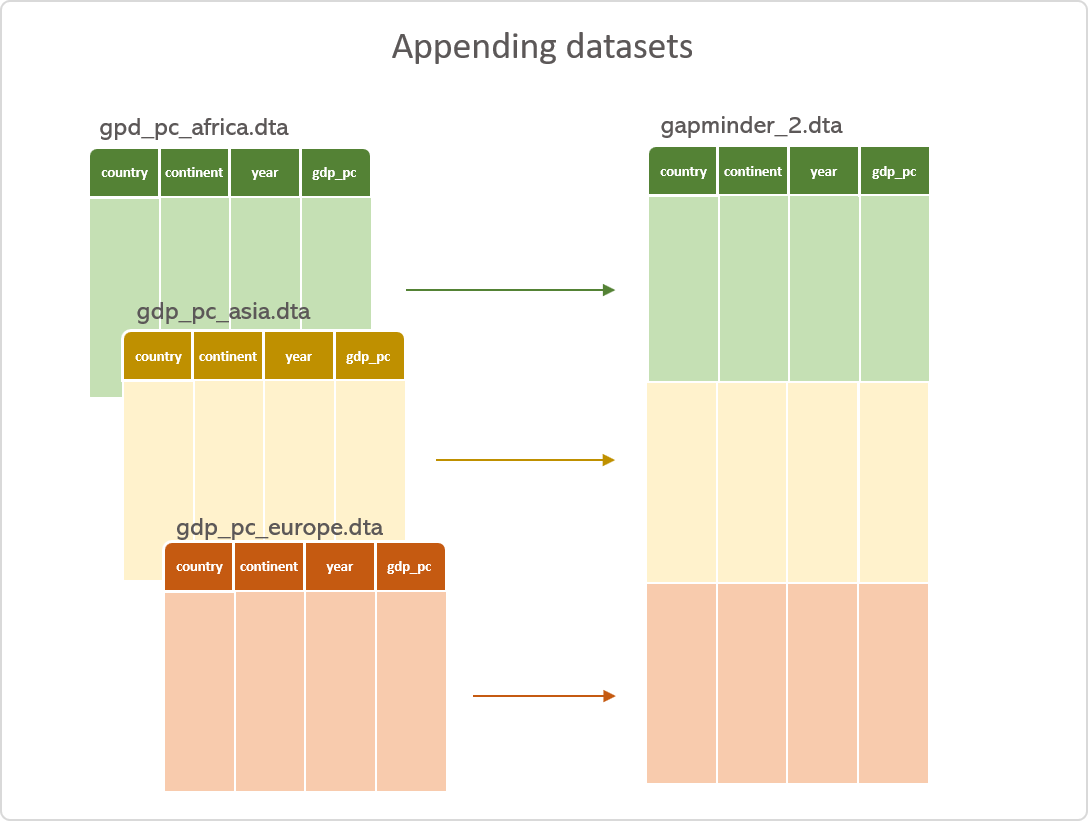 Appending datasets
gpd_pc_africa.dta
country continent year gdp_pc
gdp_pc_asia.dta
country continent year gdp_pc
gdp_pc_europe.dta
country continent year gdp_pc
gapminder_2.dta
country continent year gdp_pc